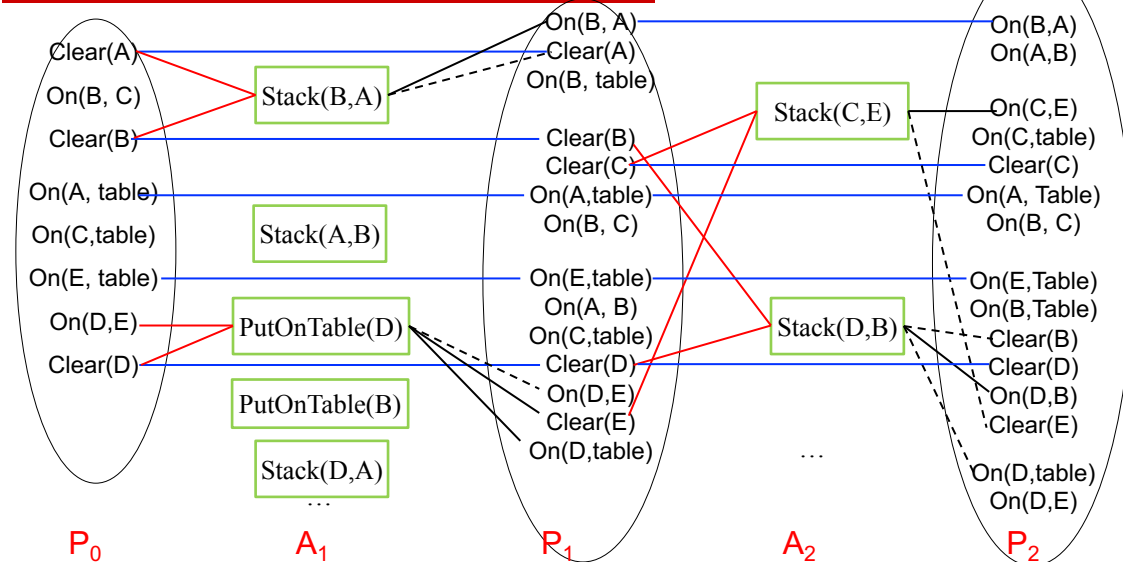 Clear(A)
On(B, C)
Clear(B)
On(A, table)
On(C,table)
On(E, table)
On(D,E)
Clear(D)
P0
Stack(B,A)
Stack(A,B)
PutOnTable(D)
PutOnTable(B)
Stack(D,A)
...
A1
On(B, A)
Clear(A)
On(B, table)
Clear(B)
Clear(C)
On(A,table)
On(B, C)
On(E,table)
On(A, B)
On(C,table)
Clear(D)
On(D,E)
Clear(E)
On(D,table)
P1
Stack(C,E)
Stack(D,B)
...
A2
On(B,A)
On(A,B)
On(C,E)
On(C,table)
Clear(C)
On(A, Table)
On(B, C)
On(E,Table)
On(B,Table)
Clear(B)
Clear(D)
On(D,B)
Clear(E)
On(D,table)
On(D,E)
P2